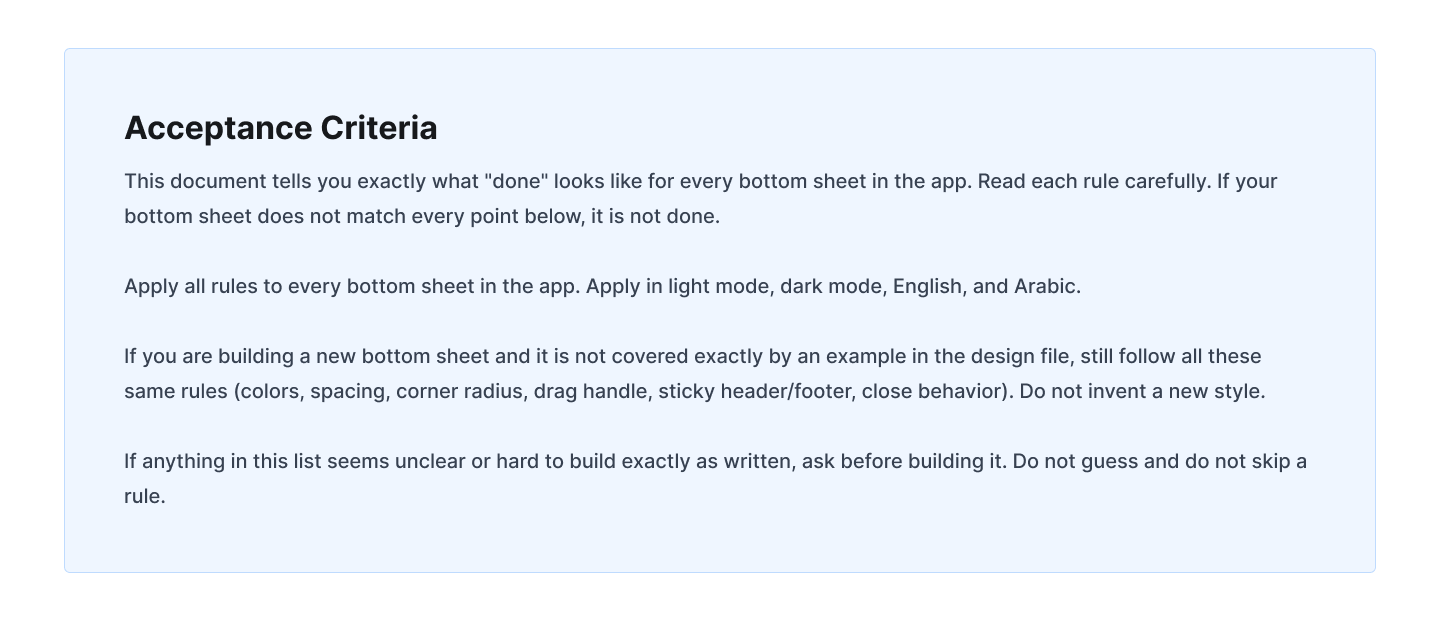 Acceptance Criteria
This document tells you exactly what "done" looks like for every bottom sheet in the app. Read each rule carefully. If your
bottom sheet does not match every point below, it is not done.
Apply all rules to every bottom sheet in the app. Apply in light mode, dark mode, English, and Arabic.
If you are building a new bottom sheet and it is not covered exactly by an example in the design file, still follow all these
same rules (colors, spacing, corner radius, drag handle, sticky header/footer, close behavior). Do not invent a new style.
If anything in this list seems unclear or hard to build exactly as written, ask before building it. Do not guess and do not skip a
rule.